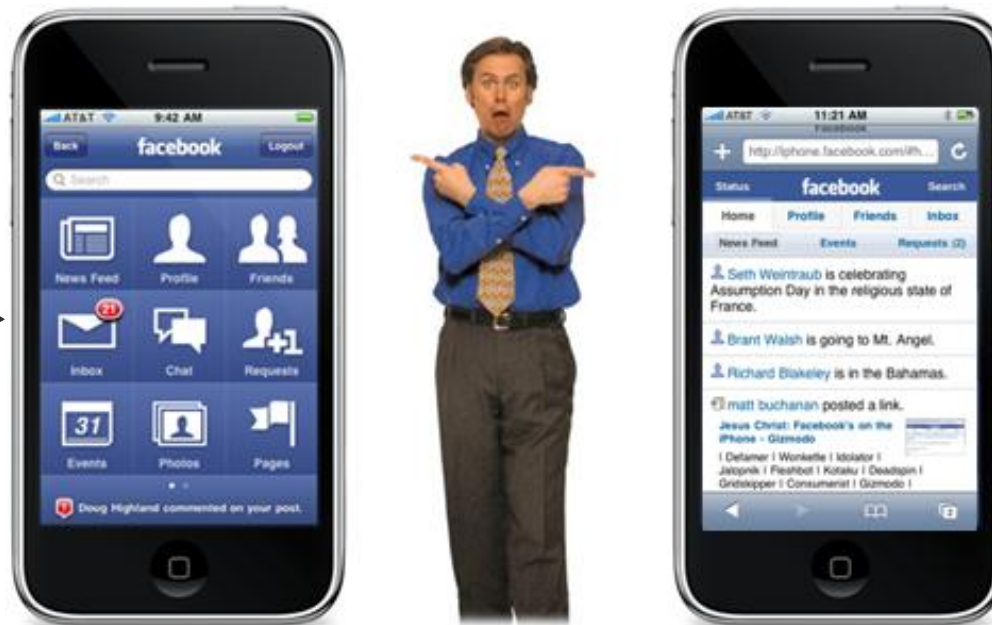 AT&T 9:42 AM
Back facebook Logout
Search
News Feed Profile Friends
21
Inbox Chat Requests
+1
31
Events Photos Pages
Doug Highland commented on your post.
AT&T 11:21 AM
Facebook
http://iphone.facebook.com/#h...
Status facebook Search
Home Profile Friends Inbox
News Feed Events Requests (2)
Seth Weintraub is celebrating
Assumption Day in the religious state of
France.
Brant Walsh is going to Mt. Angel.
Richard Blakeley is in the Bahamas.
matt buchanan posted a link.
Jesus Christ: Facebook's on the
iPhone - Gizmodo
| Defamer | Wonkette | Idolator |
Jalopnik | Fleshbot | Kotaku | Deadspin |
Gridskipper | Consumerist | Gizmodo |